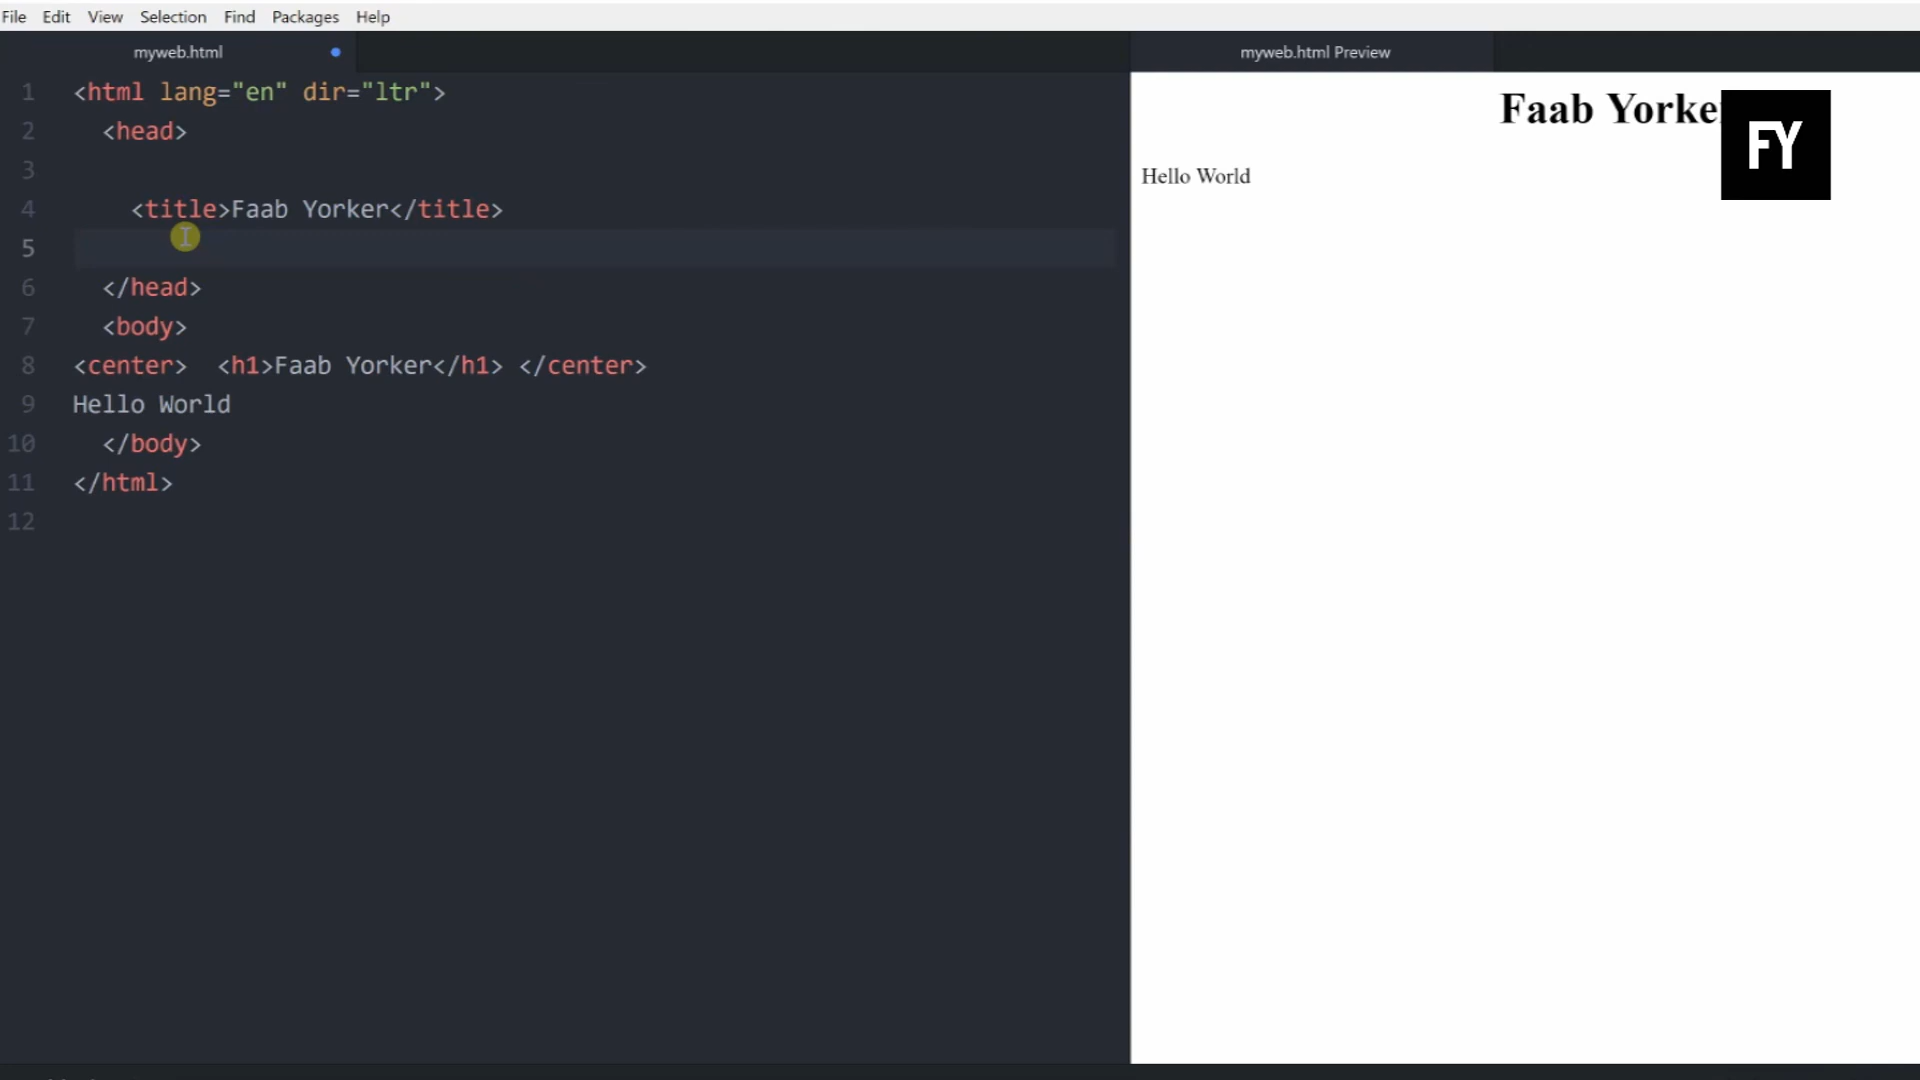 File Edit View Selection Find Packages Help
myweb.html
myweb.html Preview
1 <html lang="en" dir="ltr">
2 <head>
3
4 <title>Faab Yorker</title>
5
6 </head>
7 <body>
8 <center> <h1>Faab Yorker</h1> </center>
9 Hello World
10 </body>
11 </html>
12
Faab Yorker
FY
Hello World